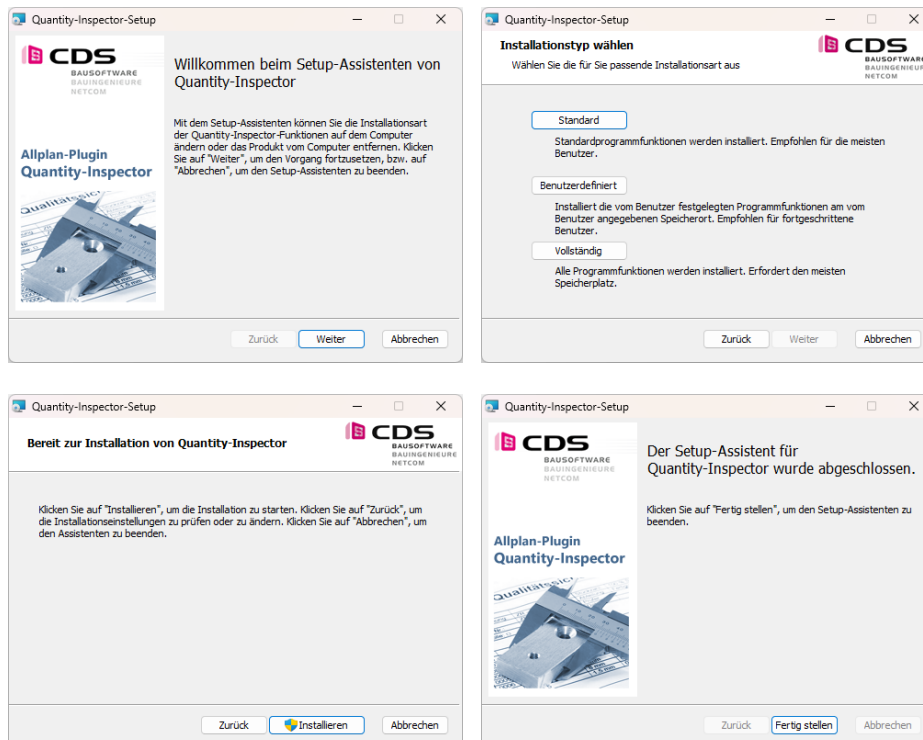 Quantity-Inspector-Setup
CDS
BAUSOFTWARE
BAUINGENIEURE
NETCOM
Allplan-Plugin
Quantity-Inspector
Qualitätssic
Willkommen beim Setup-Assistenten von
Quantity-Inspector
Mit dem Setup-Assistenten können Sie die Installationsart
der Quantity-Inspector-Funktionen auf dem Computer
ändern oder das Produkt vom Computer entfernen. Klicken
Sie auf "Weiter", um den Vorgang fortzusetzen, bzw. auf
"Abbrechen", um den Setup-Assistenten zu beenden.
Zurück Weiter Abbrechen
Quantity-Inspector-Setup
Installationstyp wählen
Wählen Sie die für Sie passende Installationsart aus
CDS
BAUSOFTWARE
BAUINGENIEUR
NETCOM
Standard
Standardprogrammfunktionen werden installiert. Empfohlen für die meisten
Benutzer.
Benutzerdefiniert
Installiert die vom Benutzer festgelegten Programmfunktionen am vom
Benutzer angegebenen Speicherort. Empfohlen für fortgeschrittene
Benutzer.
Vollständig
Alle Programmfunktionen werden installiert. Erfordert den meisten
Speicherplatz.
Zurück Weiter Abbrechen
Quantity-Inspector-Setup
Bereit zur Installation von Quantity-Inspector
CDS
BAUSOFTWARE
BAUINGENIEURE
NETCOM
Klicken Sie auf "Installieren", um die Installation zu starten. Klicken Sie auf "Zurück", um
die Installationseinstellungen zu prüfen oder zu ändern. Klicken Sie auf "Abbrechen", um
den Assistenten zu beenden.
Zurück Installieren Abbrechen
Quantity-Inspector-Setup
CDS
BAUSOFTWARE
BAUINGENIEURE
NETCOM
Allplan-Plugin
Quantity-Inspector
Qualitätssic
Der Setup-Assistent für
Quantity-Inspector wurde abgeschlossen.
Klicken Sie auf "Fertig stellen", um den Setup-Assistenten zu
beenden.
Zurück Fertig stellen Abbrechen